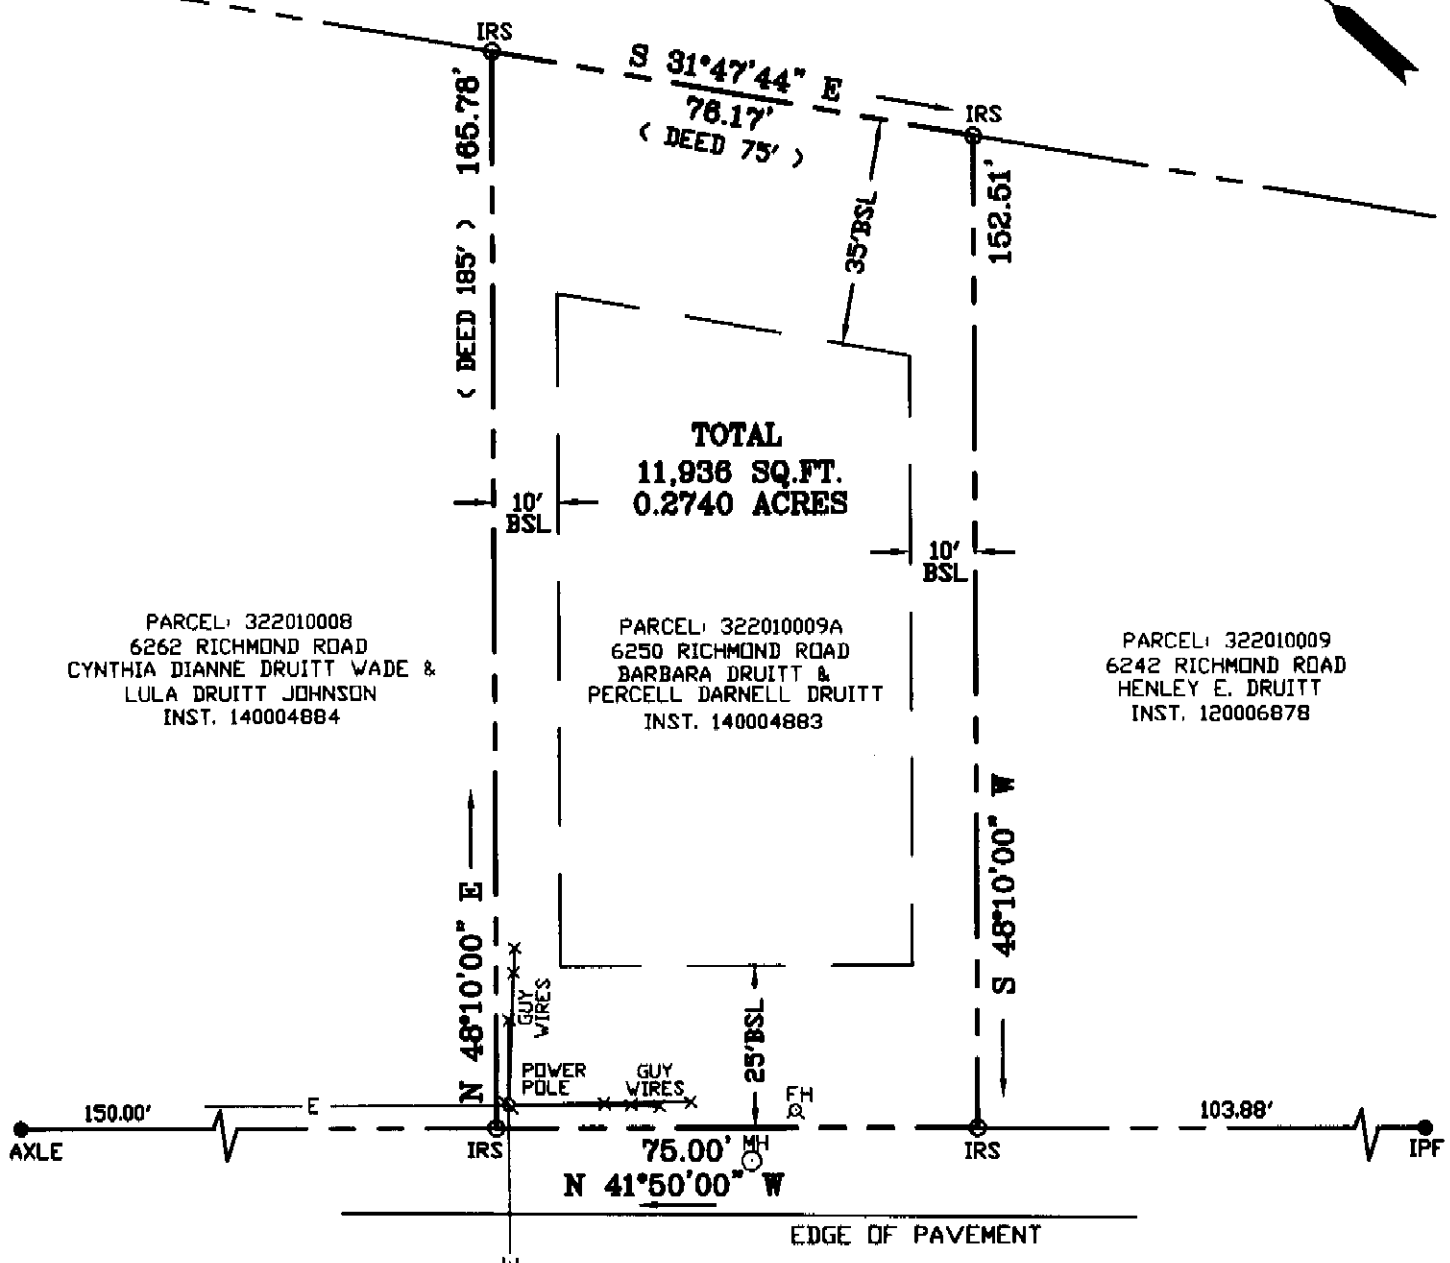 IRS
S 31°47'44" E
76.17'
( DEED 75' )
IRS
165.78'
( DEED 185' )
152.51'
35'BSL
TOTAL
11,936 SQ.FT.
0.2740 ACRES
10'
BSL
10'
BSL
PARCEL: 322010008
6262 RICHMOND ROAD
CYNTHIA DIANNE DRUITT WADE &
LULA DRUITT JOHNSON
INST. 140004884
PARCEL: 322010009A
6250 RICHMOND ROAD
BARBARA DRUITT &
PERCELL DARNELL DRUITT
INST. 140004883
PARCEL: 322010009
6242 RICHMOND ROAD
HENLEY E. DRUITT
INST. 120006878
N 48°10'00" E
S 48°10'00" W
GUY
WIRES
POWER
POLE
GUY
WIRES
25'BSL
FH
150.00'
E
103.88'
AXLE
IRS
75.00'
MH
IRS
IPF
N 41°50'00" W
EDGE OF PAVEMENT